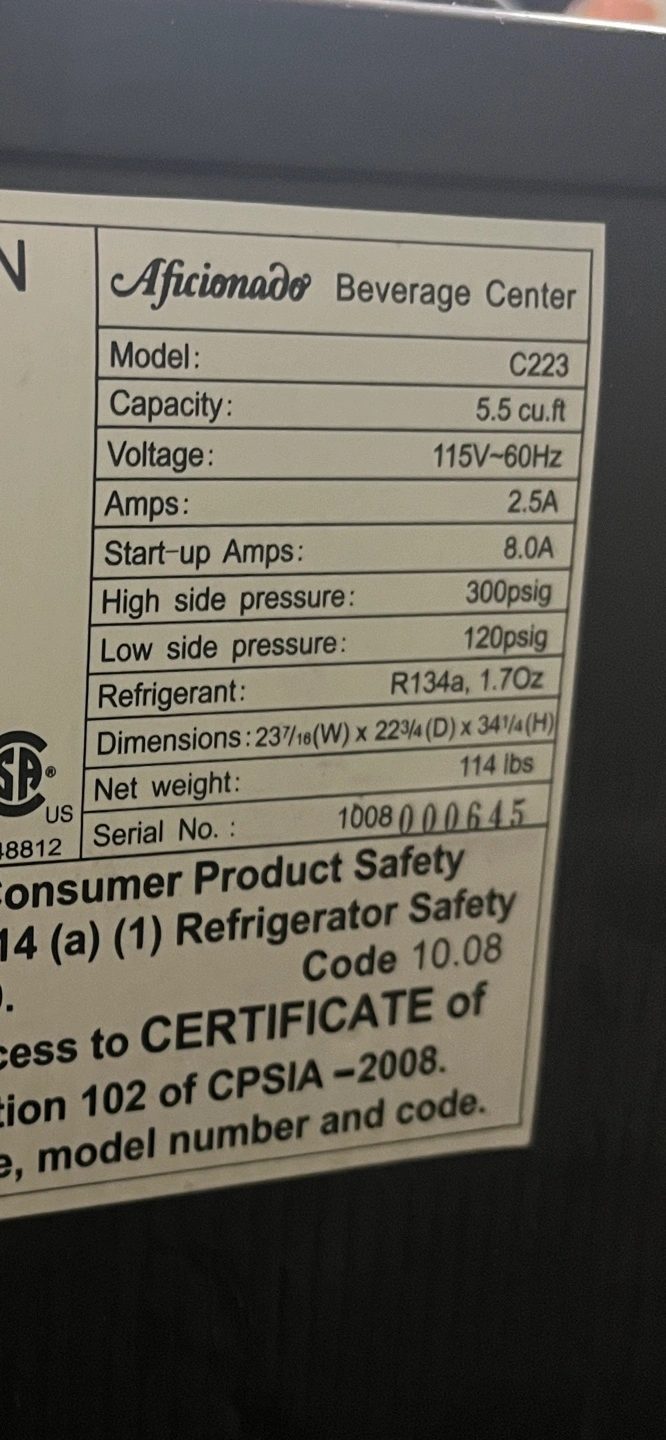 N
Aficionado Beverage Center
Model: C223
Capacity: 5.5 cu.ft
Voltage: 115V~60Hz
Amps: 2.5A
Start-up Amps: 8.0A
High side pressure: 300psig
Low side pressure: 120psig
Refrigerant: R134a, 1.7Oz
Dimensions: 23⁷/₁₆(W) x 22³/₄(D) x 34¹/₄(H)
Net weight: 114 lbs
SA® US
Serial No. : 1008000645
48812
Consumer Product Safety
14 (a) (1) Refrigerator Safety
Code 10.08
).
cess to CERTIFICATE of
tion 102 of CPSIA -2008.
e, model number and code.